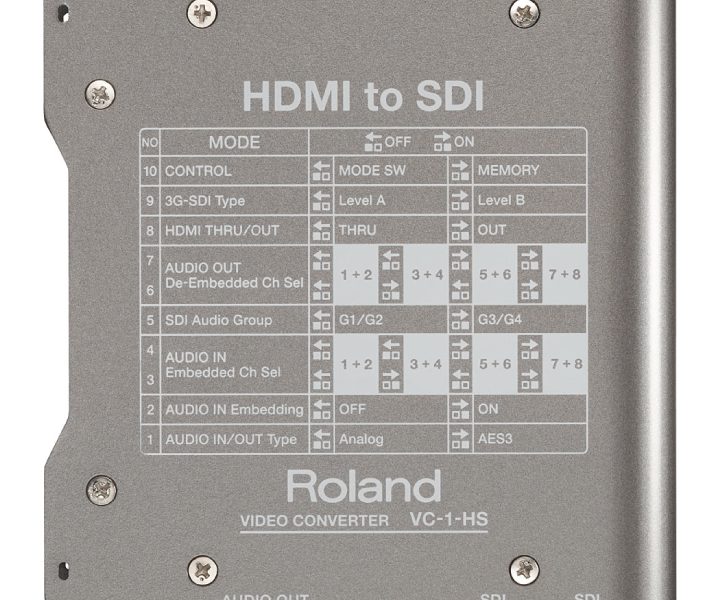 HDMI to SDI
NO MODE OFF ON
10 CONTROL MODE SW MEMORY
9 3G-SDI Type Level A Level B
8 HDMI THRU/OUT THRU OUT
7
6 AUDIO OUT
De-Embedded Ch Sel 1+2 3+4 5+6 7+8
5 SDI Audio Group G1/G2 G3/G4
4
3 AUDIO IN
Embedded Ch Sel 1+2 3+4 5+6 7+8
2 AUDIO IN Embedding OFF ON
1 AUDIO IN/OUT Type Analog AES3
Roland
VIDEO CONVERTER VC-1-HS
AUDIO OUT SDI SDI